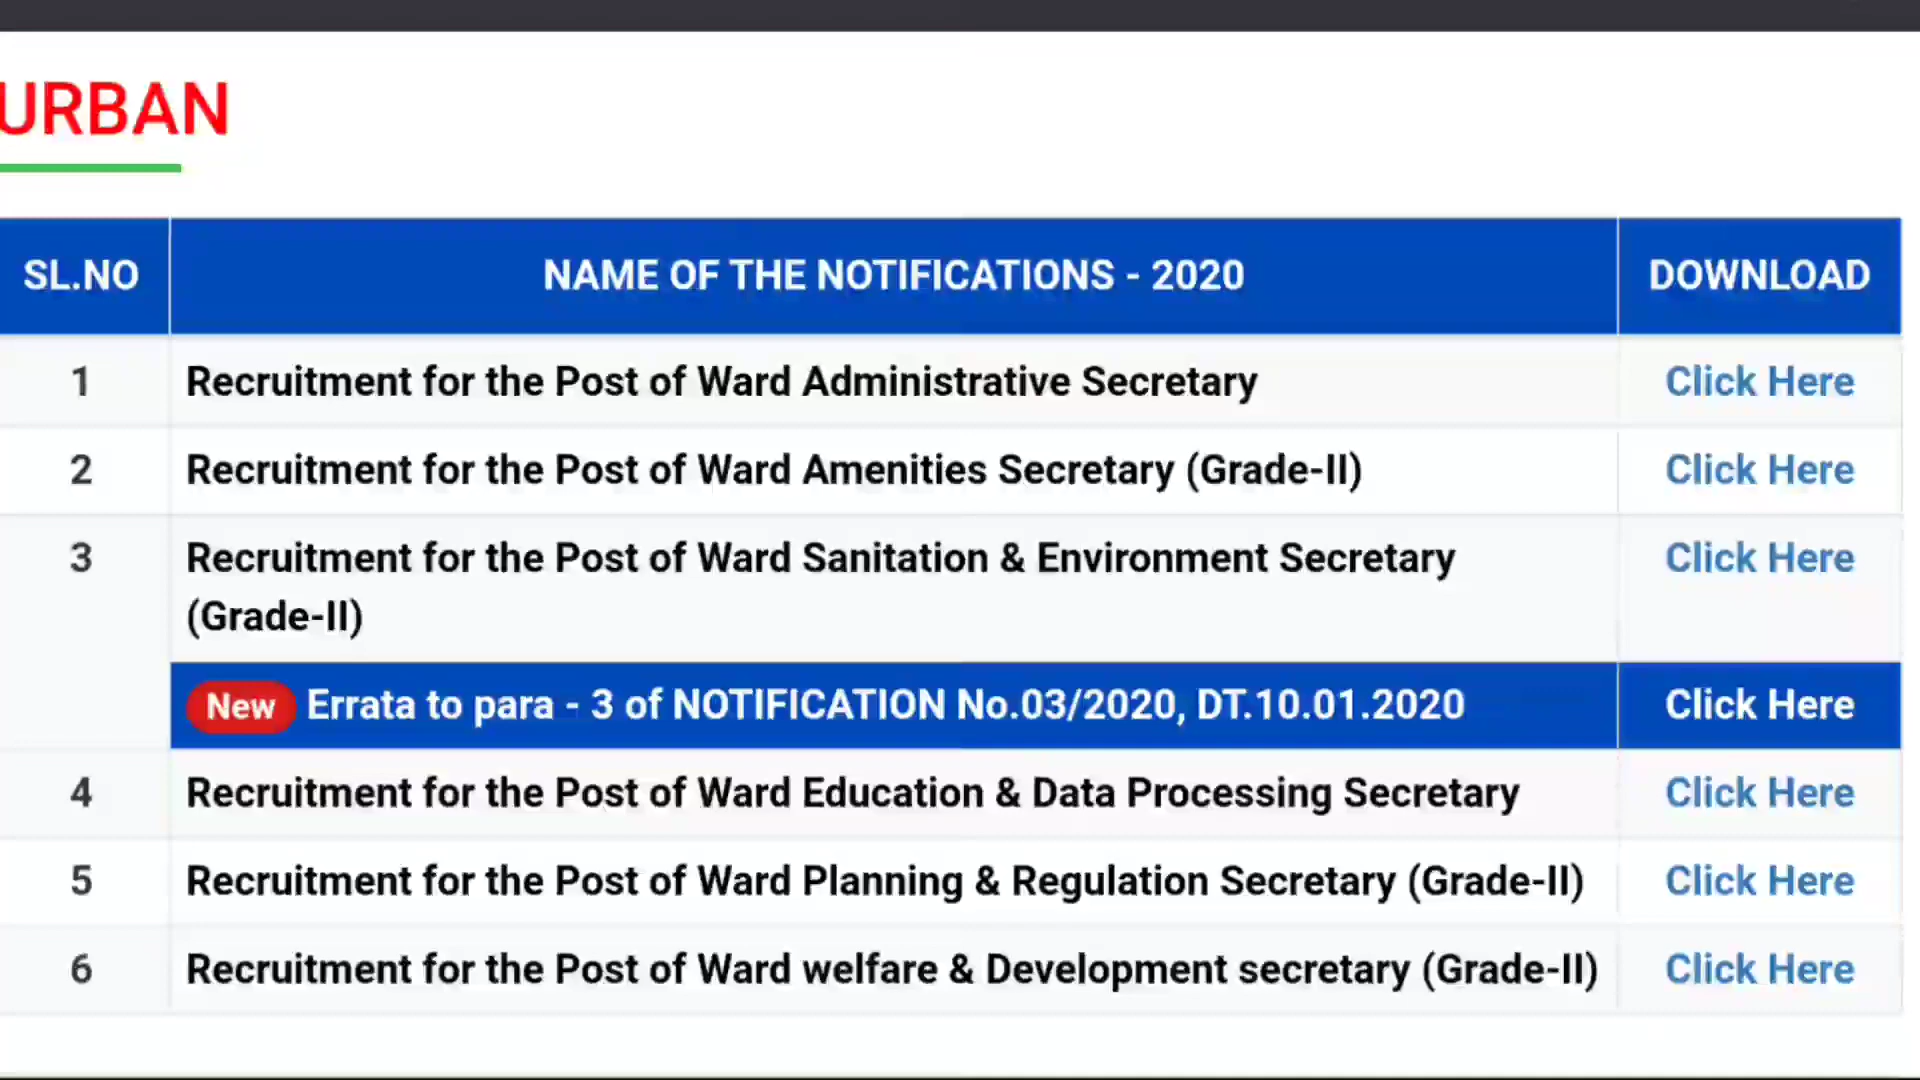 URBAN
SL.NO NAME OF THE NOTIFICATIONS - 2020 DOWNLOAD
1 Recruitment for the Post of Ward Administrative Secretary Click Here
2 Recruitment for the Post of Ward Amenities Secretary (Grade-II) Click Here
3 Recruitment for the Post of Ward Sanitation & Environment Secretary Click Here
(Grade-II)
New Errata to para - 3 of NOTIFICATION No.03/2020, DT.10.01.2020 Click Here
4 Recruitment for the Post of Ward Education & Data Processing Secretary Click Here
5 Recruitment for the Post of Ward Planning & Regulation Secretary (Grade-II) Click Here
6 Recruitment for the Post of Ward welfare & Development secretary (Grade-II) Click Here